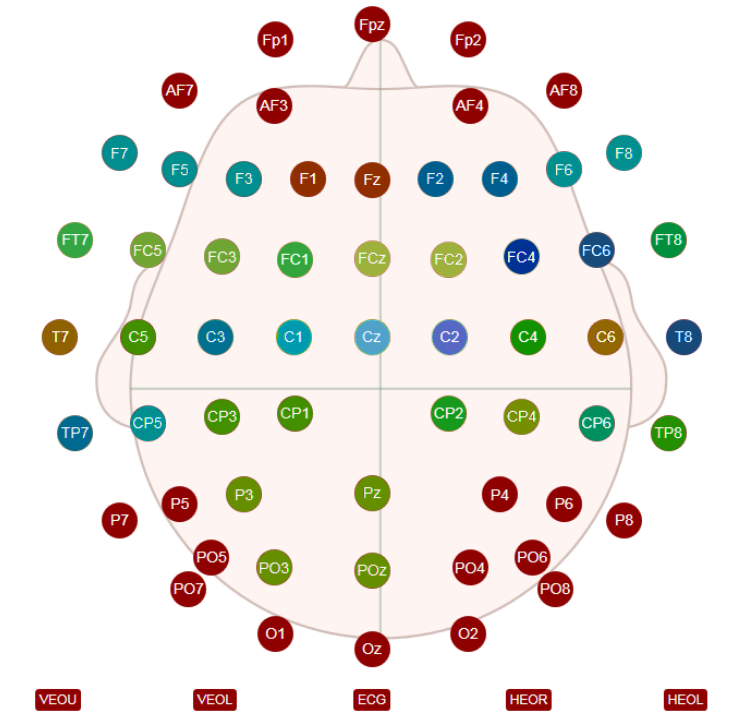 Fpz
Fp1 Fp2
AF7 AF8
AF3 AF4
F7 F8
F5 F6
F3 F1 Fz F2 F4
FT7 FT8
FC5 FC3 FC1 FCz FC2 FC4 FC6
T7 C5 C3 C1 Cz C2 C4 C6 T8
CP5 CP3 CP1 CP2 CP4 CP6
TP7 TP8
P3 Pz P4
P5 P6
P7 P8
PO5 PO6
PO3 POz PO4
PO7 PO8
O1 O2
Oz
VEOU VEOL ECG HEOR HEOL